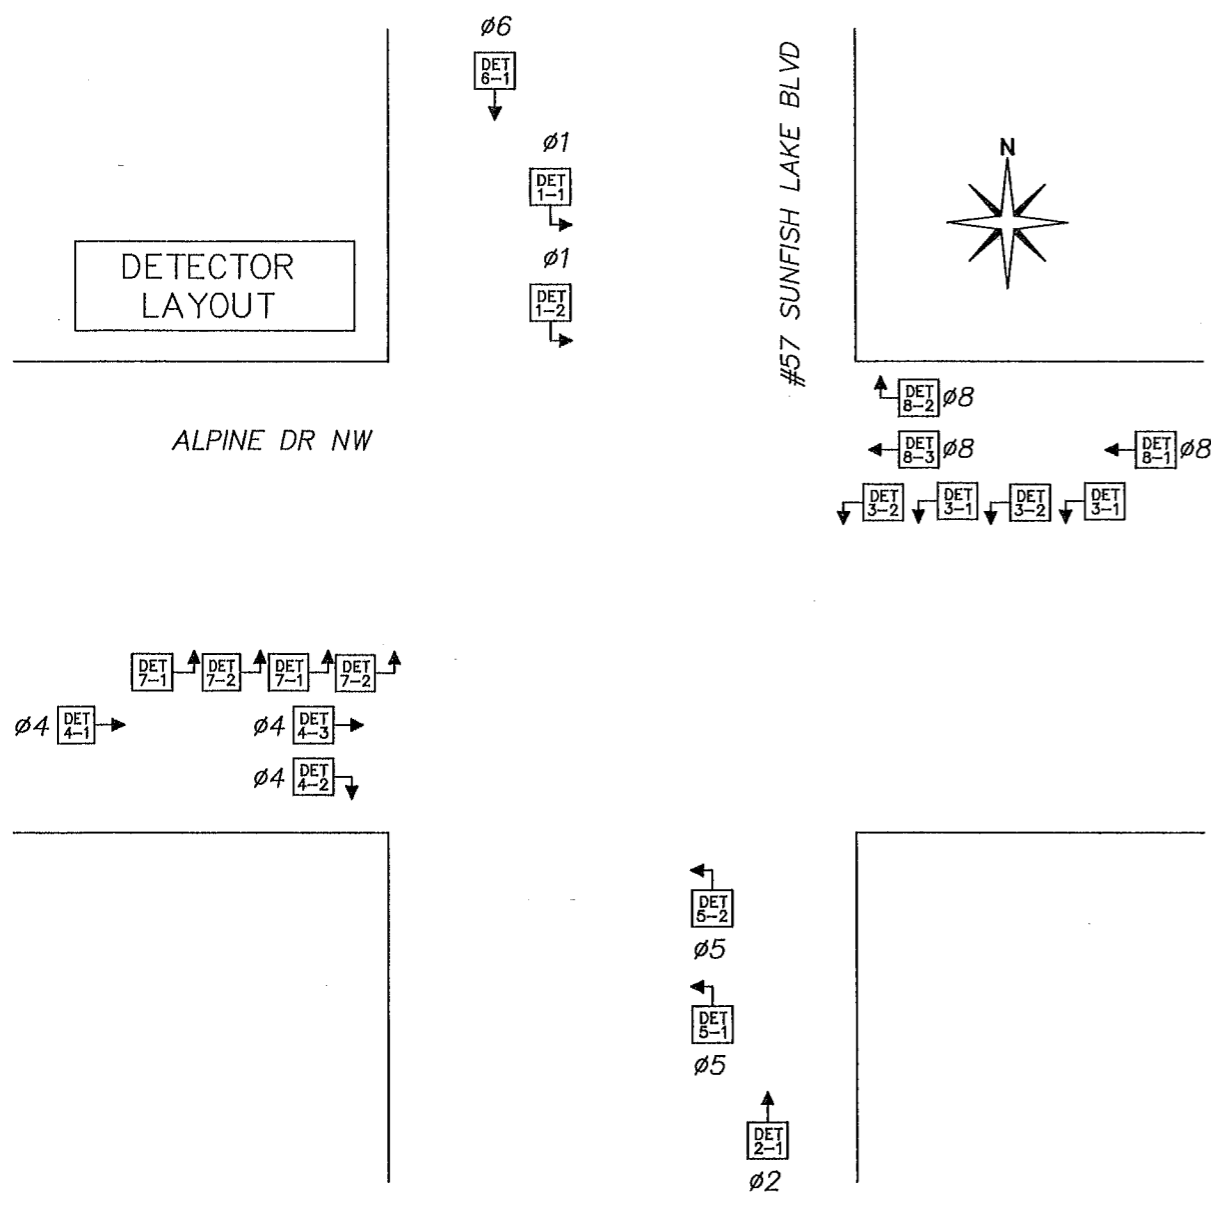 ø6
DET
6-1
ø1
DET
1-1
ø1
DET
1-2
#57 SUNFISH LAKE BLVD
N
DETECTOR
LAYOUT
ALPINE DR NW
DET
8-2
ø8
DET
8-3
ø8
DET
8-1
ø8
DET
3-2
DET
3-1
DET
3-2
DET
3-1
DET
7-1
DET
7-2
DET
7-1
DET
7-2
ø4
DET
4-1
ø4
DET
4-3
ø4
DET
4-2
DET
5-2
ø5
DET
5-1
ø5
DET
2-1
ø2